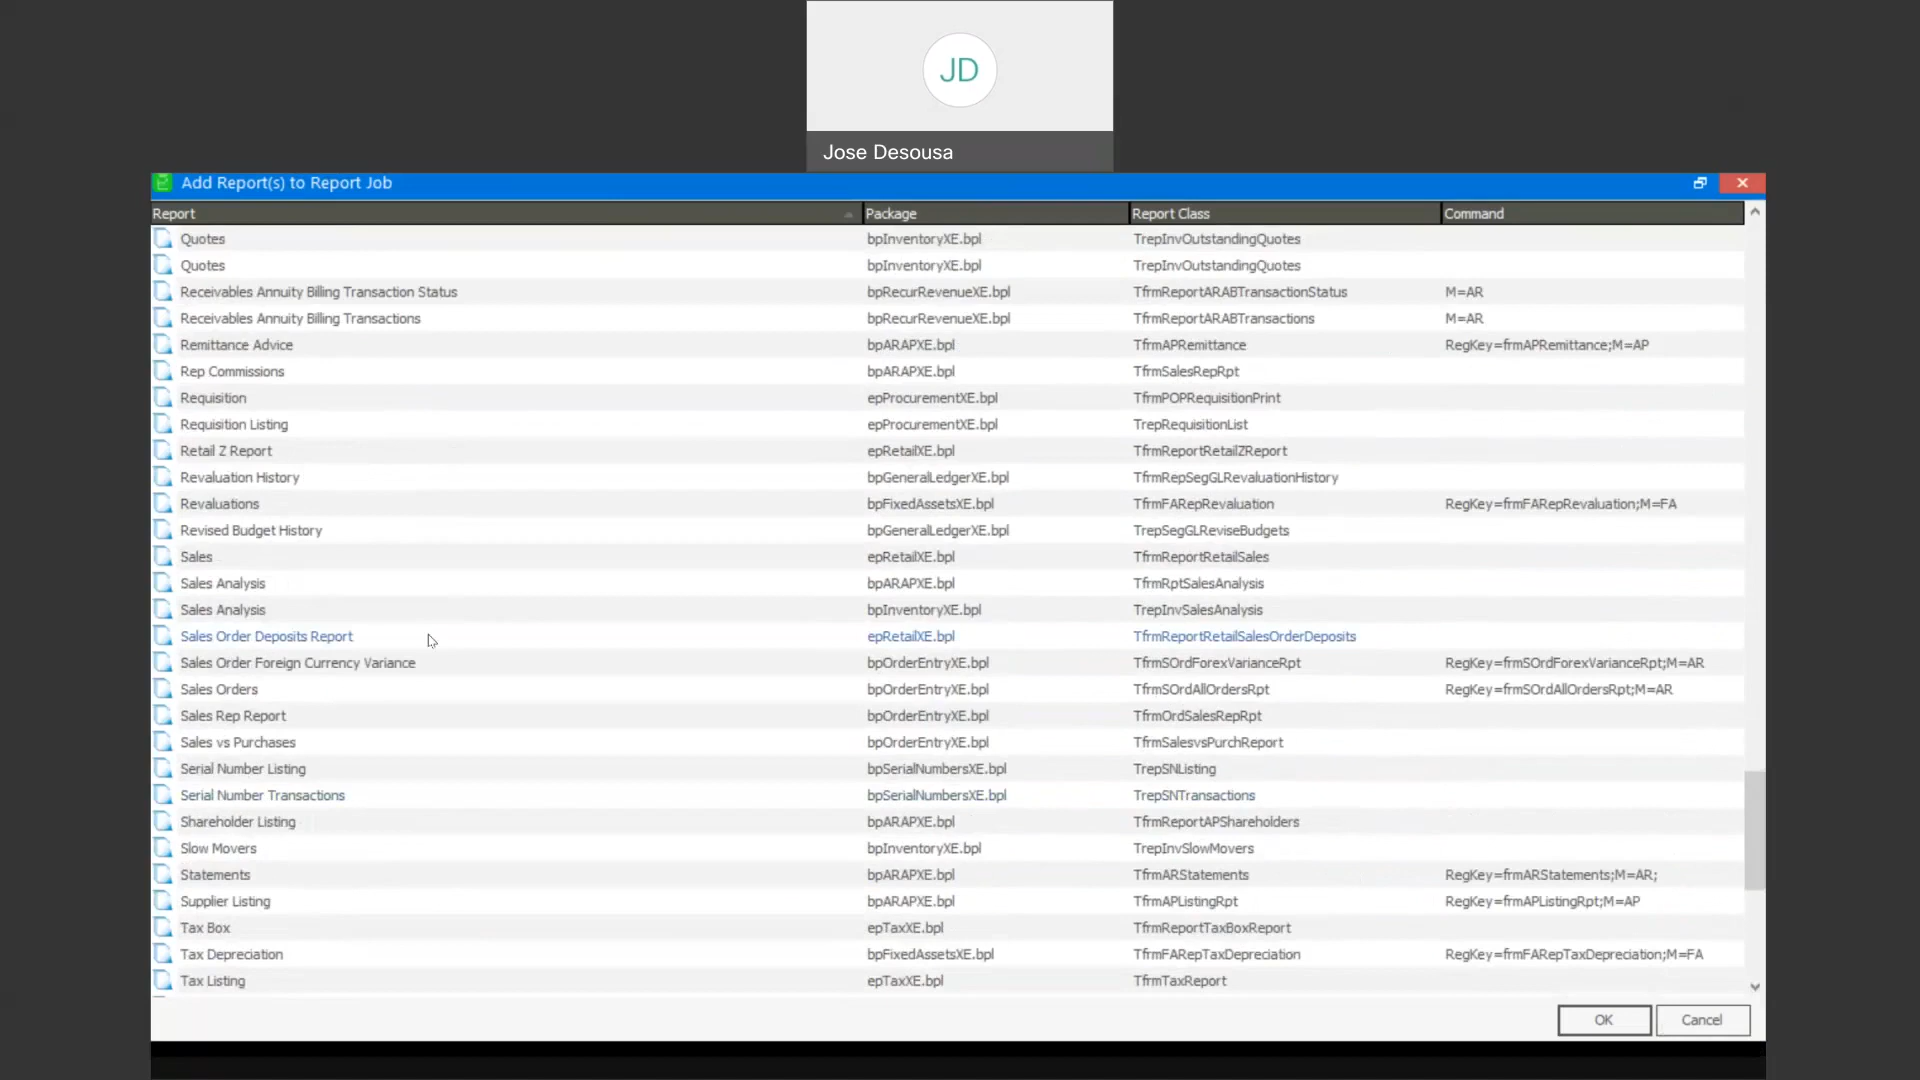 JD
Jose Desousa
Add Report(s) to Report Job
Report Package Report Class Command
Quotes bpInventoryXE.bpl TrepInvOutstandingQuotes
Quotes bpInventoryXE.bpl TrepInvOutstandingQuotes
Receivables Annuity Billing Transaction Status bpRecurRevenueXE.bpl TfrmReportARABTransactionStatus M=AR
Receivables Annuity Billing Transactions bpRecurRevenueXE.bpl TfrmReportARABTransactions M=AR
Remittance Advice bpARAPXE.bpl TfrmAPRemittance RegKey=frmAPRemittance;M=AP
Rep Commissions bpARAPXE.bpl TfrmSalesRepRpt
Requisition epProcurementXE.bpl TfrmPOPRequisitionPrint
Requisition Listing epProcurementXE.bpl TrepRequisitionList
Retail Z Report epRetailXE.bpl TfrmReportRetailZReport
Revaluation History bpGeneralLedgerXE.bpl TfrmRepSegGLRevaluationHistory
Revaluations bpFixedAssetsXE.bpl TfrmFARepRevaluation RegKey=frmFARepRevaluation;M=FA
Revised Budget History bpGeneralLedgerXE.bpl TrepSegGLReviseBudgets
Sales epRetailXE.bpl TfrmReportRetailSales
Sales Analysis bpARAPXE.bpl TfrmRptSalesAnalysis
Sales Analysis bpInventoryXE.bpl TrepInvSalesAnalysis
Sales Order Deposits Report epRetailXE.bpl TfrmReportRetailSalesOrderDeposits
Sales Order Foreign Currency Variance bpOrderEntryXE.bpl TfrmSOrdForexVarianceRpt RegKey=frmSOrdForexVarianceRpt;M=AR
Sales Orders bpOrderEntryXE.bpl TfrmSOrdAllOrdersRpt RegKey=frmSOrdAllOrdersRpt;M=AR
Sales Rep Report bpOrderEntryXE.bpl TfrmOrdSalesRepRpt
Sales vs Purchases bpOrderEntryXE.bpl TfrmSalesvsPurchReport
Serial Number Listing bpSerialNumbersXE.bpl TrepSNListing
Serial Number Transactions bpSerialNumbersXE.bpl TrepSNTransactions
Shareholder Listing bpARAPXE.bpl TfrmReportAPShareholders
Slow Movers bpInventoryXE.bpl TrepInvSlowMovers
Statements bpARAPXE.bpl TfrmARStatements RegKey=frmARStatements;M=AR;
Supplier Listing bpARAPXE.bpl TfrmAPListingRpt RegKey=frmAPListingRpt;M=AP
Tax Box epTaxXE.bpl TfrmReportTaxBoxReport
Tax Depreciation bpFixedAssetsXE.bpl TfrmFARepTaxDepreciation RegKey=frmFARepTaxDepreciation;M=FA
Tax Listing epTaxXE.bpl TfrmTaxReport
OK Cancel